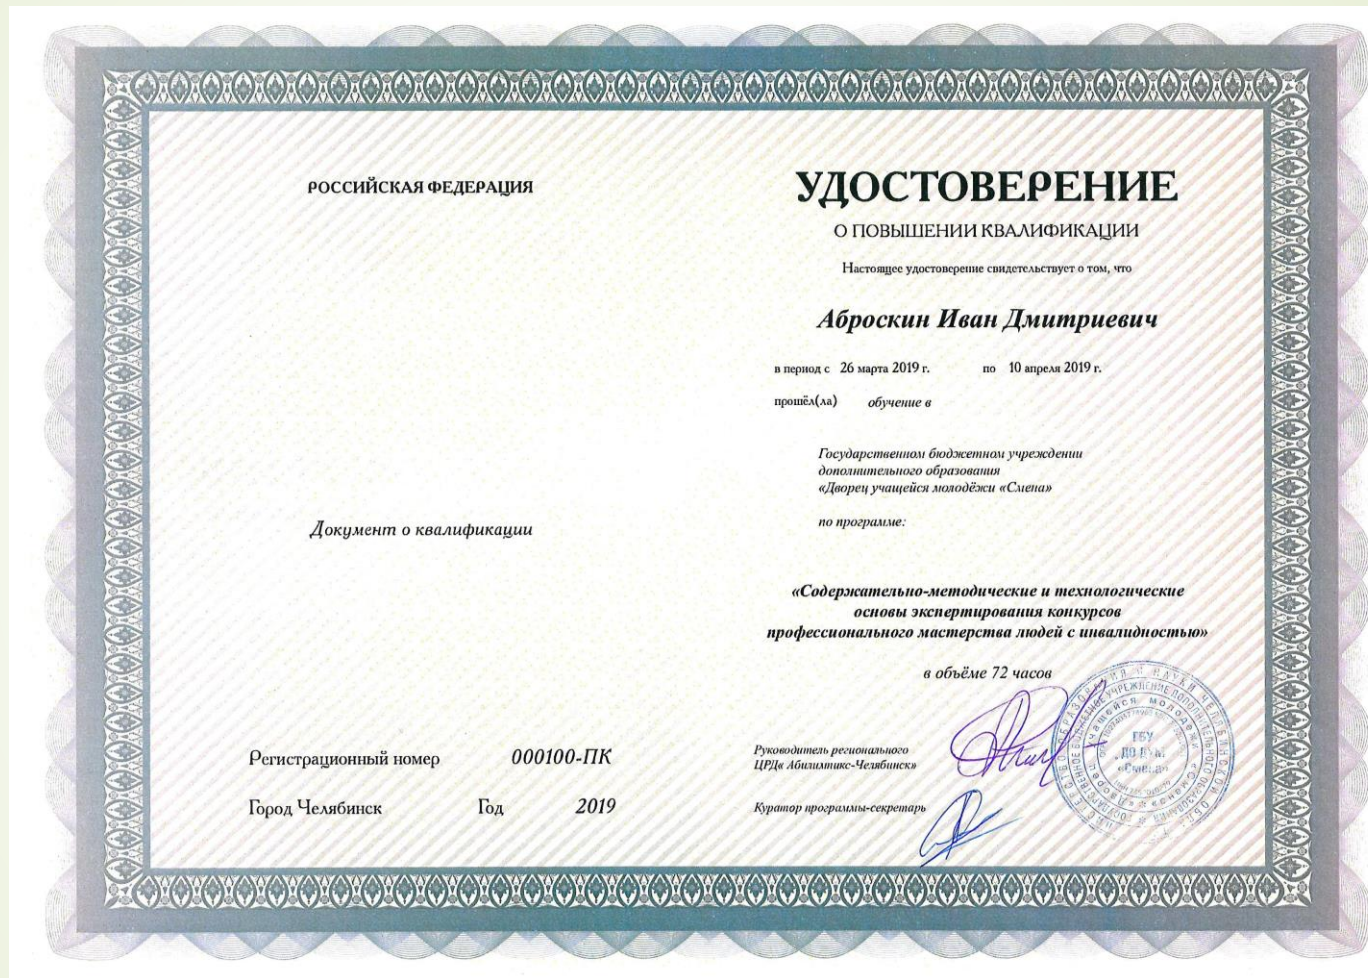 РОССИЙСКАЯ ФЕДЕРАЦИЯ
Документ о квалификации
Регистрационный номер 000100-ПК
Город Челябинск Год 2019
УДОСТОВЕРЕНИЕ
О ПОВЫШЕНИИ КВАЛИФИКАЦИИ
Настоящее удостоверение свидетельствует о том, что
Аброскин Иван Дмитриевич
в период с 26 марта 2019 г. по 10 апреля 2019 г.
прошёл(ла) обучение в
Государственном бюджетном учреждении
дополнительного образования
«Дворец учащейся молодёжи «Смена»
по программе:
«Содержательно-методические и технологические
основы экспертирования конкурсов
профессионального мастерства людей с инвалидностью»
в объёме 72 часов
Руководитель регионального
ЦРД« Абилимпикс-Челябинск»
Куратор программы-секретарь
ГБУ
«Смена»